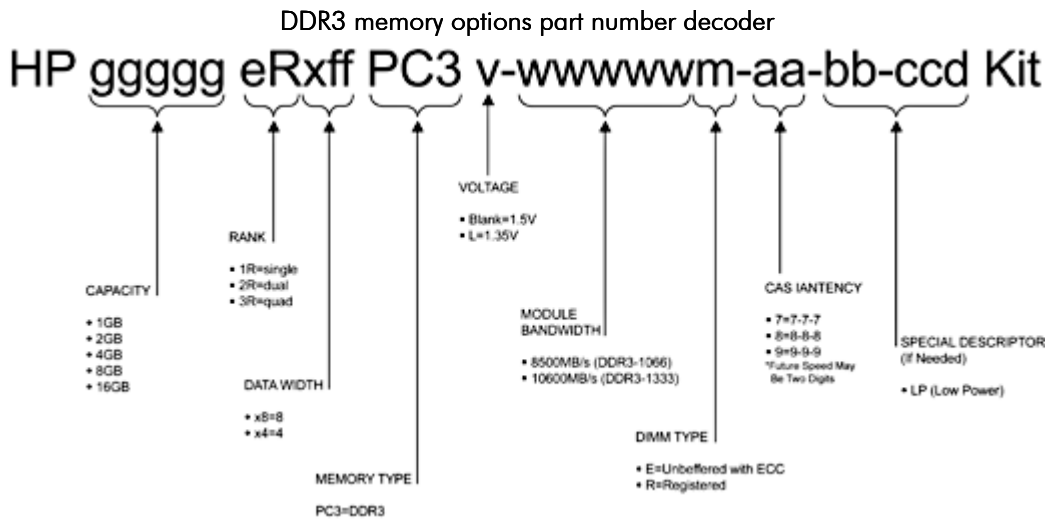 DDR3 memory options part number decoder
HP ggggg eRxff PC3 v-wwwwwm-aa-bb-ccd Kit
VOLTAGE
▪ Blank=1.5V
▪ L=1.35V
RANK
▪ 1R=single
▪ 2R=dual
▪ 3R=quad
CAPACITY
• 1GB
• 2GB
• 4GB
• 8GB
• 16GB
CAS IANTENCY
▪ 7=7-7-7
▪ 8=8-8-8
▪ 9=9-9-9
*Future Speed May
Be Two Digits
MODULE
BANDWIDTH
• 8500MB/s (DDR3-1066)
• 10600MB/s (DDR3-1333)
SPECIAL DESCRIPTOR
(If Needed)
• LP (Low Power)
DATA WIDTH
• x8=8
• x4=4
DIMM TYPE
• E=Unbeffered with ECC
• R=Registered
MEMORY TYPE
PC3=DDR3